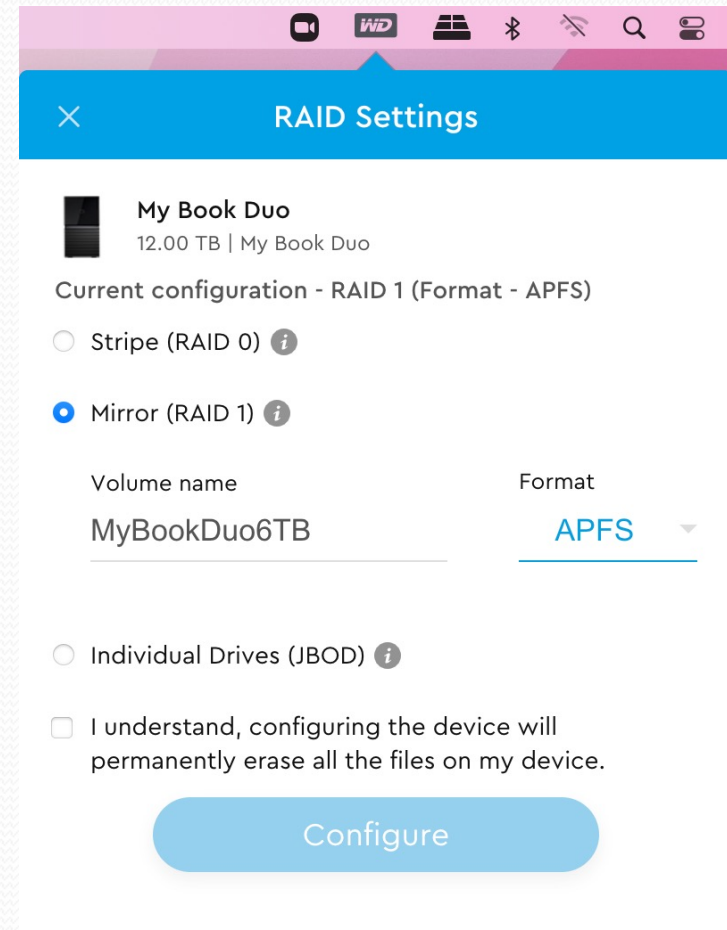 WD
RAID Settings
My Book Duo
12.00 TB | My Book Duo
Current configuration - RAID 1 (Format - APFS)
Stripe (RAID 0) i
Mirror (RAID 1) i
Volume name
Format
MyBookDuo6TB
APFS
Individual Drives (JBOD) i
I understand, configuring the device will
permanently erase all the files on my device.
Configure